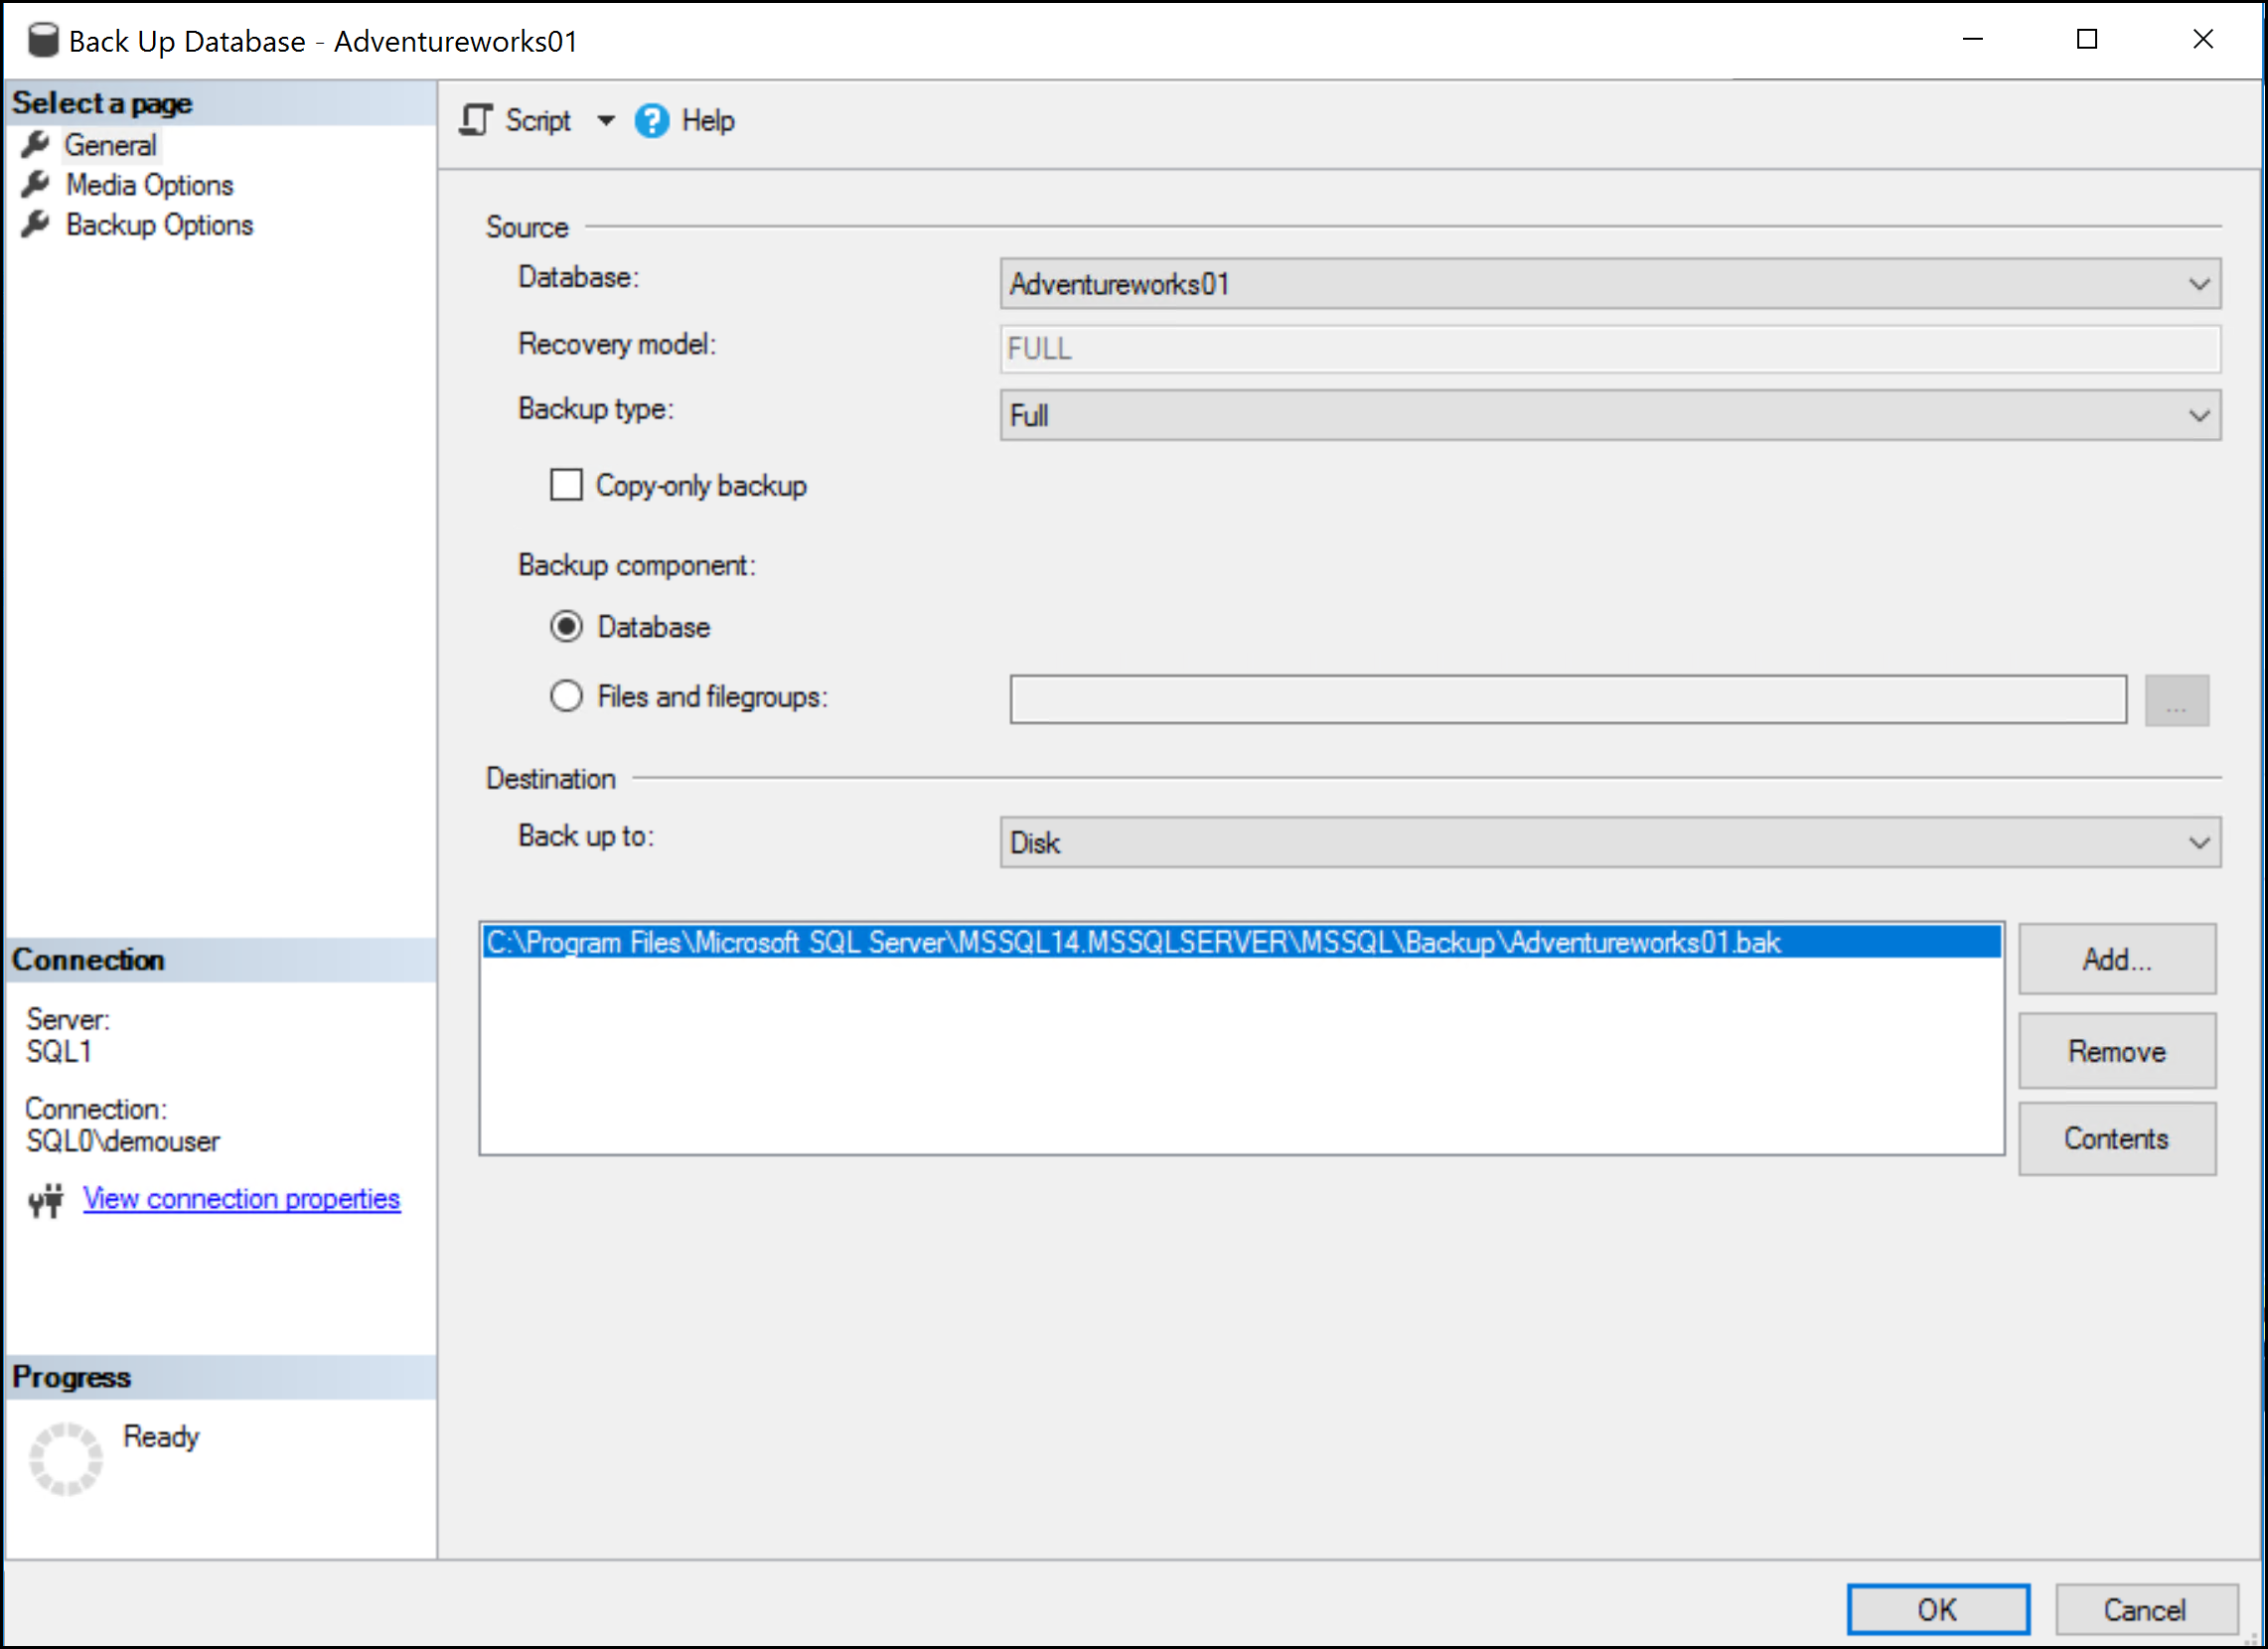 Back Up Database - Adventureworks01
Select a page
General
Media Options
Backup Options
Script
Help
Source
Database:
Adventureworks01
Recovery model:
FULL
Backup type:
Full
Copy-only backup
Backup component:
Database
Files and filegroups:
...
Destination
Back up to:
Disk
C:\Program Files\Microsoft SQL Server\MSSQL14.MSSQLSERVER\MSSQL\Backup\Adventureworks01.bak
Add...
Remove
Contents
Connection
Server:
SQL1
Connection:
SQL0\demouser
View connection properties
Progress
Ready
OK
Cancel